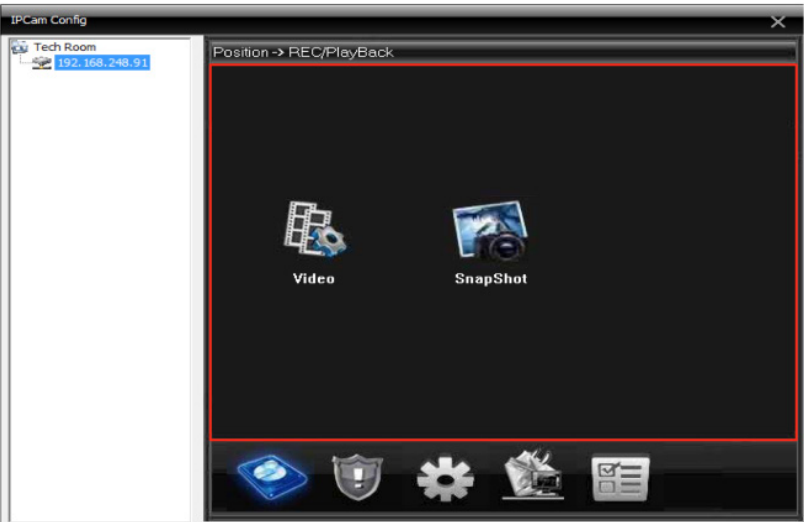 IPCam Config
Tech Room
192.168.248.91
Position -> REC/PlayBack
Video
SnapShot